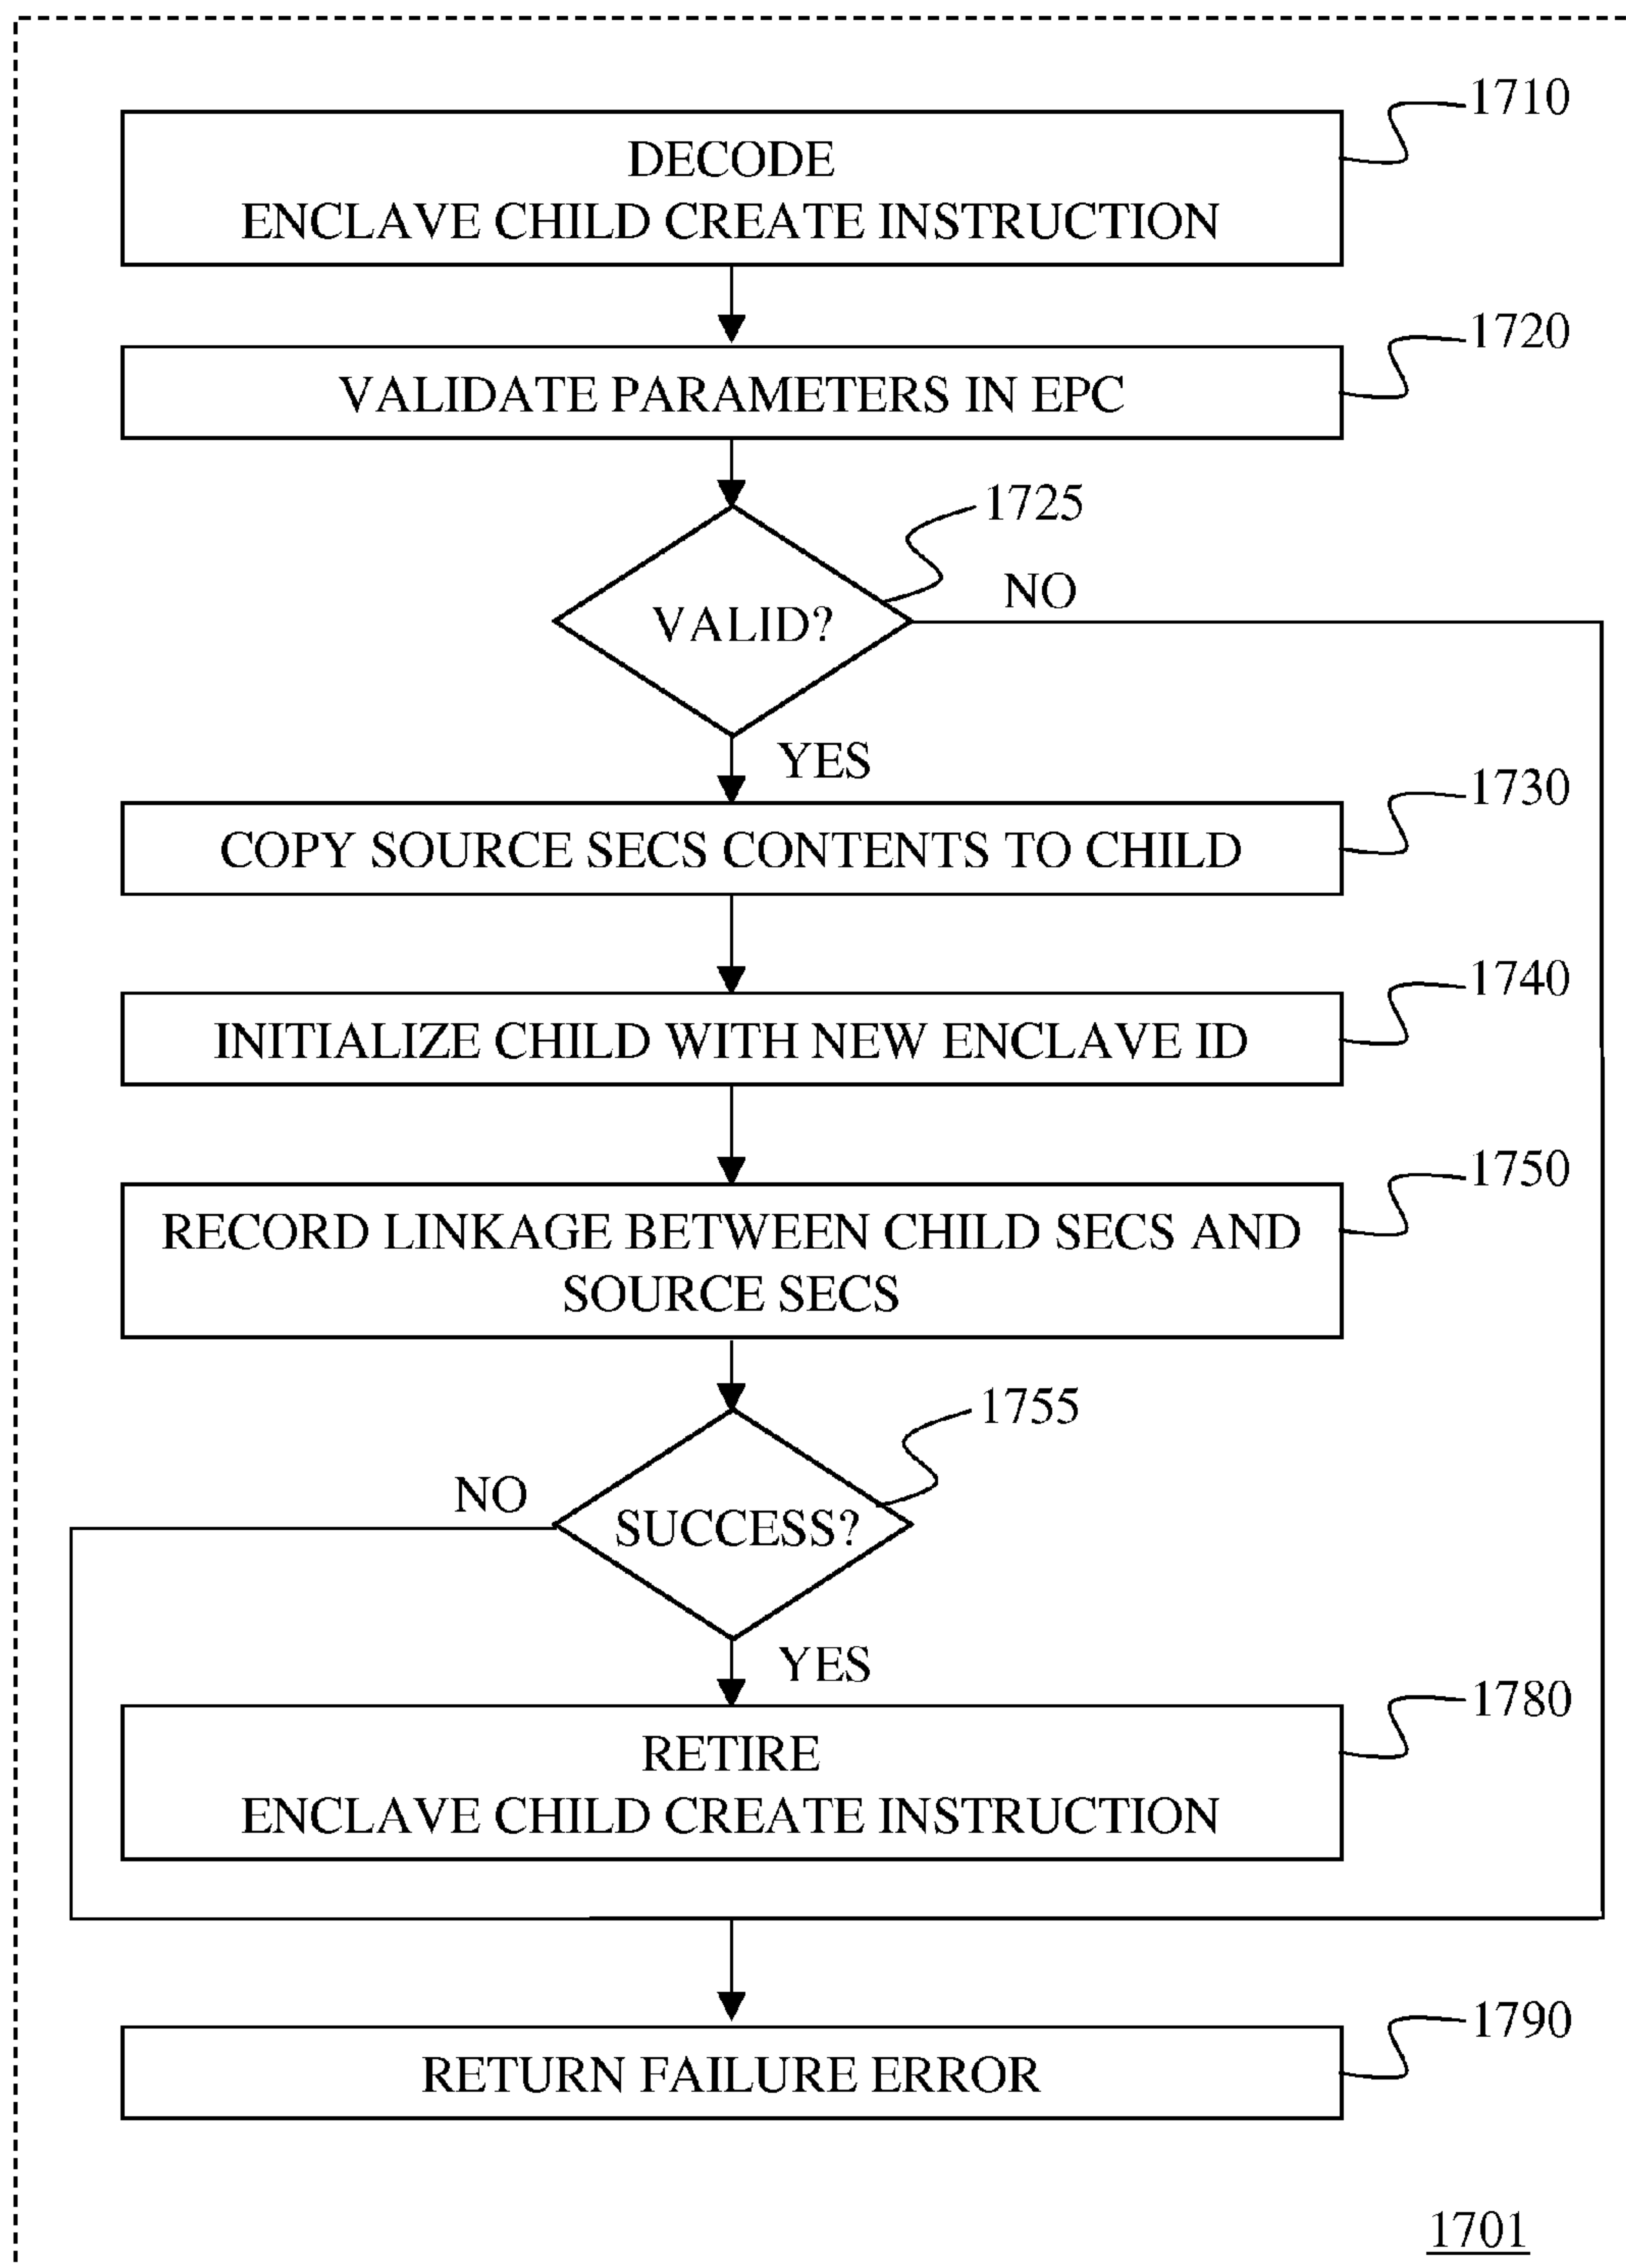 1710
DECODE
ENCLAVE CHILD CREATE INSTRUCTION
1720
VALIDATE PARAMETERS IN EPC
1725
NO
VALID?
YES
1730
COPY SOURCE SECS CONTENTS TO CHILD
1740
INITIALIZE CHILD WITH NEW ENCLAVE ID
1750
RECORD LINKAGE BETWEEN CHILD SECS AND
SOURCE SECS
1755
NO
SUCCESS?
YES
1780
RETIRE
ENCLAVE CHILD CREATE INSTRUCTION
1790
RETURN FAILURE ERROR
1701